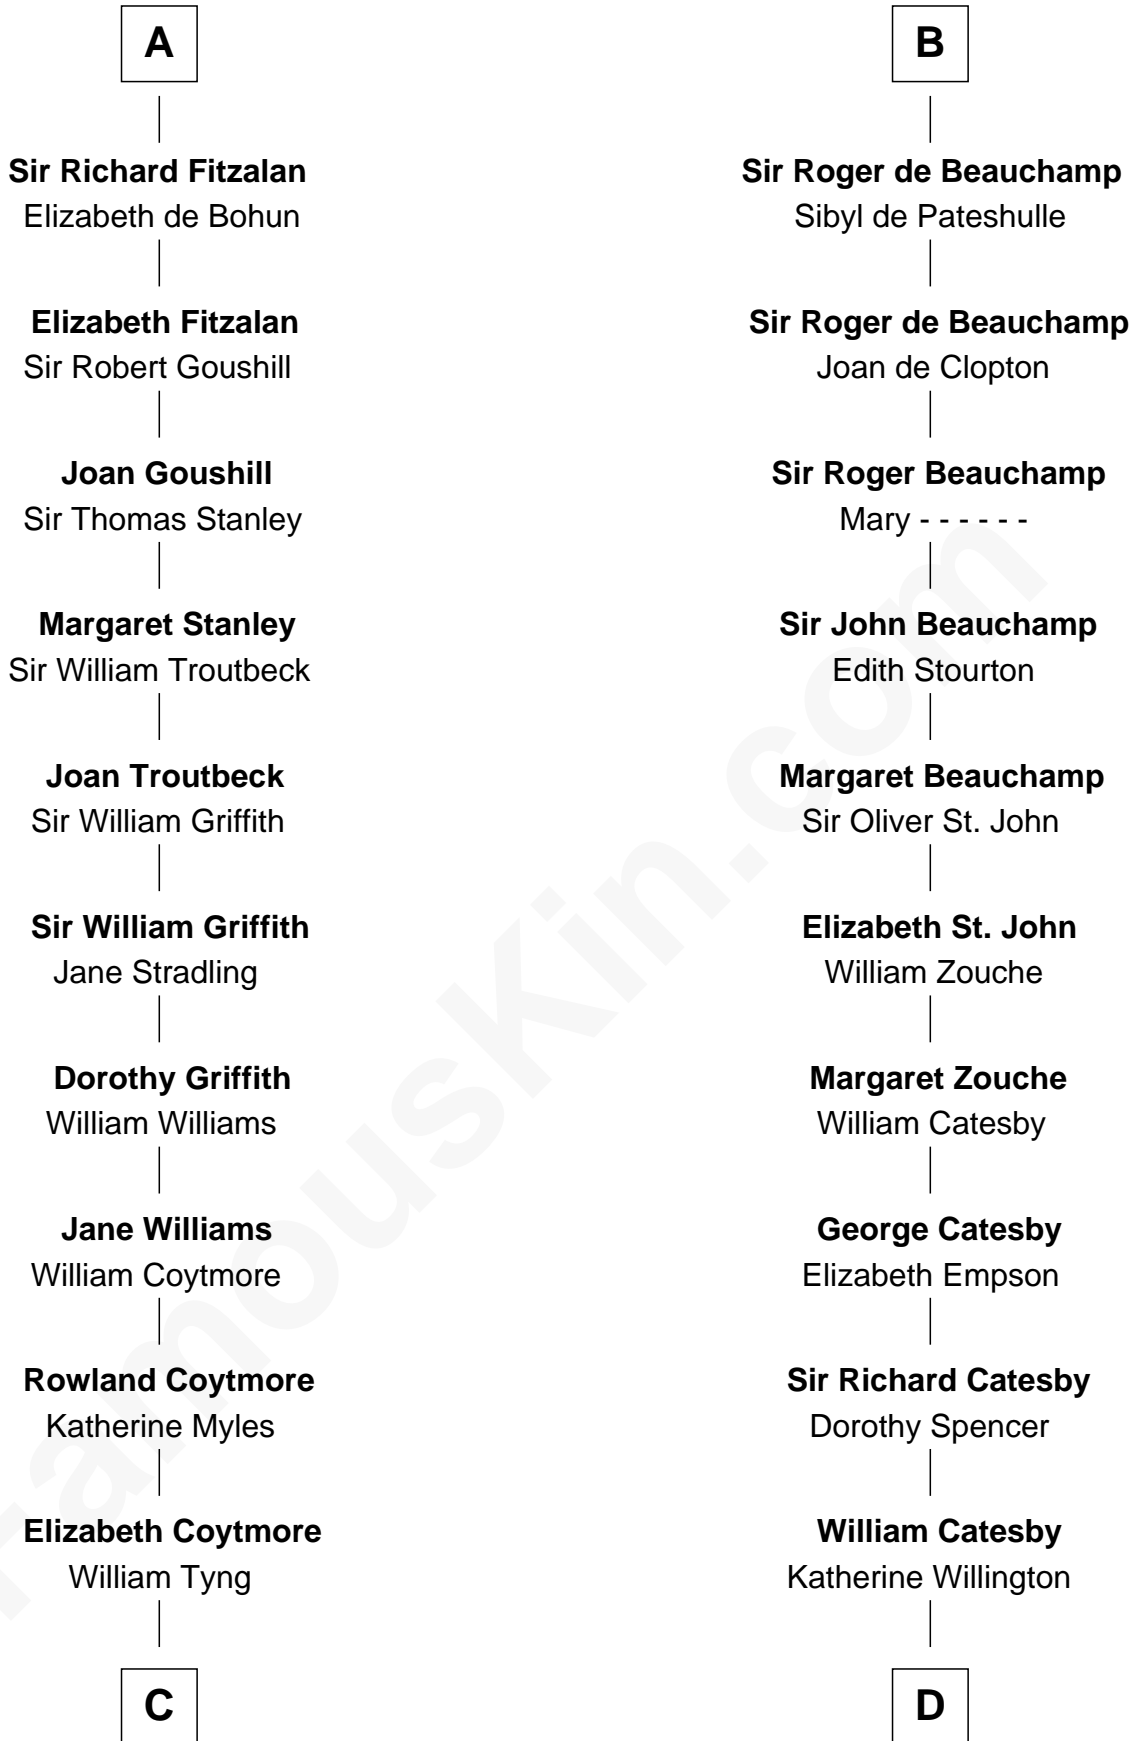 A
Sir Richard Fitzalan
Elizabeth de Bohun
Elizabeth Fitzalan
Sir Robert Goushill
Joan Goushill
Sir Thomas Stanley
Margaret Stanley
Sir William Troutbeck
Joan Troutbeck
Sir William Griffith
Sir William Griffith
Jane Stradling
Dorothy Griffith
William Williams
Jane Williams
William Coytmore
Rowland Coytmore
Katherine Myles
Elizabeth Coytmore
William Tyng
C
B
Sir Roger de Beauchamp
Sibyl de Pateshulle
Sir Roger de Beauchamp
Joan de Clopton
Sir Roger Beauchamp
Mary - - - - - -
Sir John Beauchamp
Edith Stourton
Margaret Beauchamp
Sir Oliver St. John
Elizabeth St. John
William Zouche
Margaret Zouche
William Catesby
George Catesby
Elizabeth Empson
Sir Richard Catesby
Dorothy Spencer
William Catesby
Katherine Willington
D
FamousKin.com